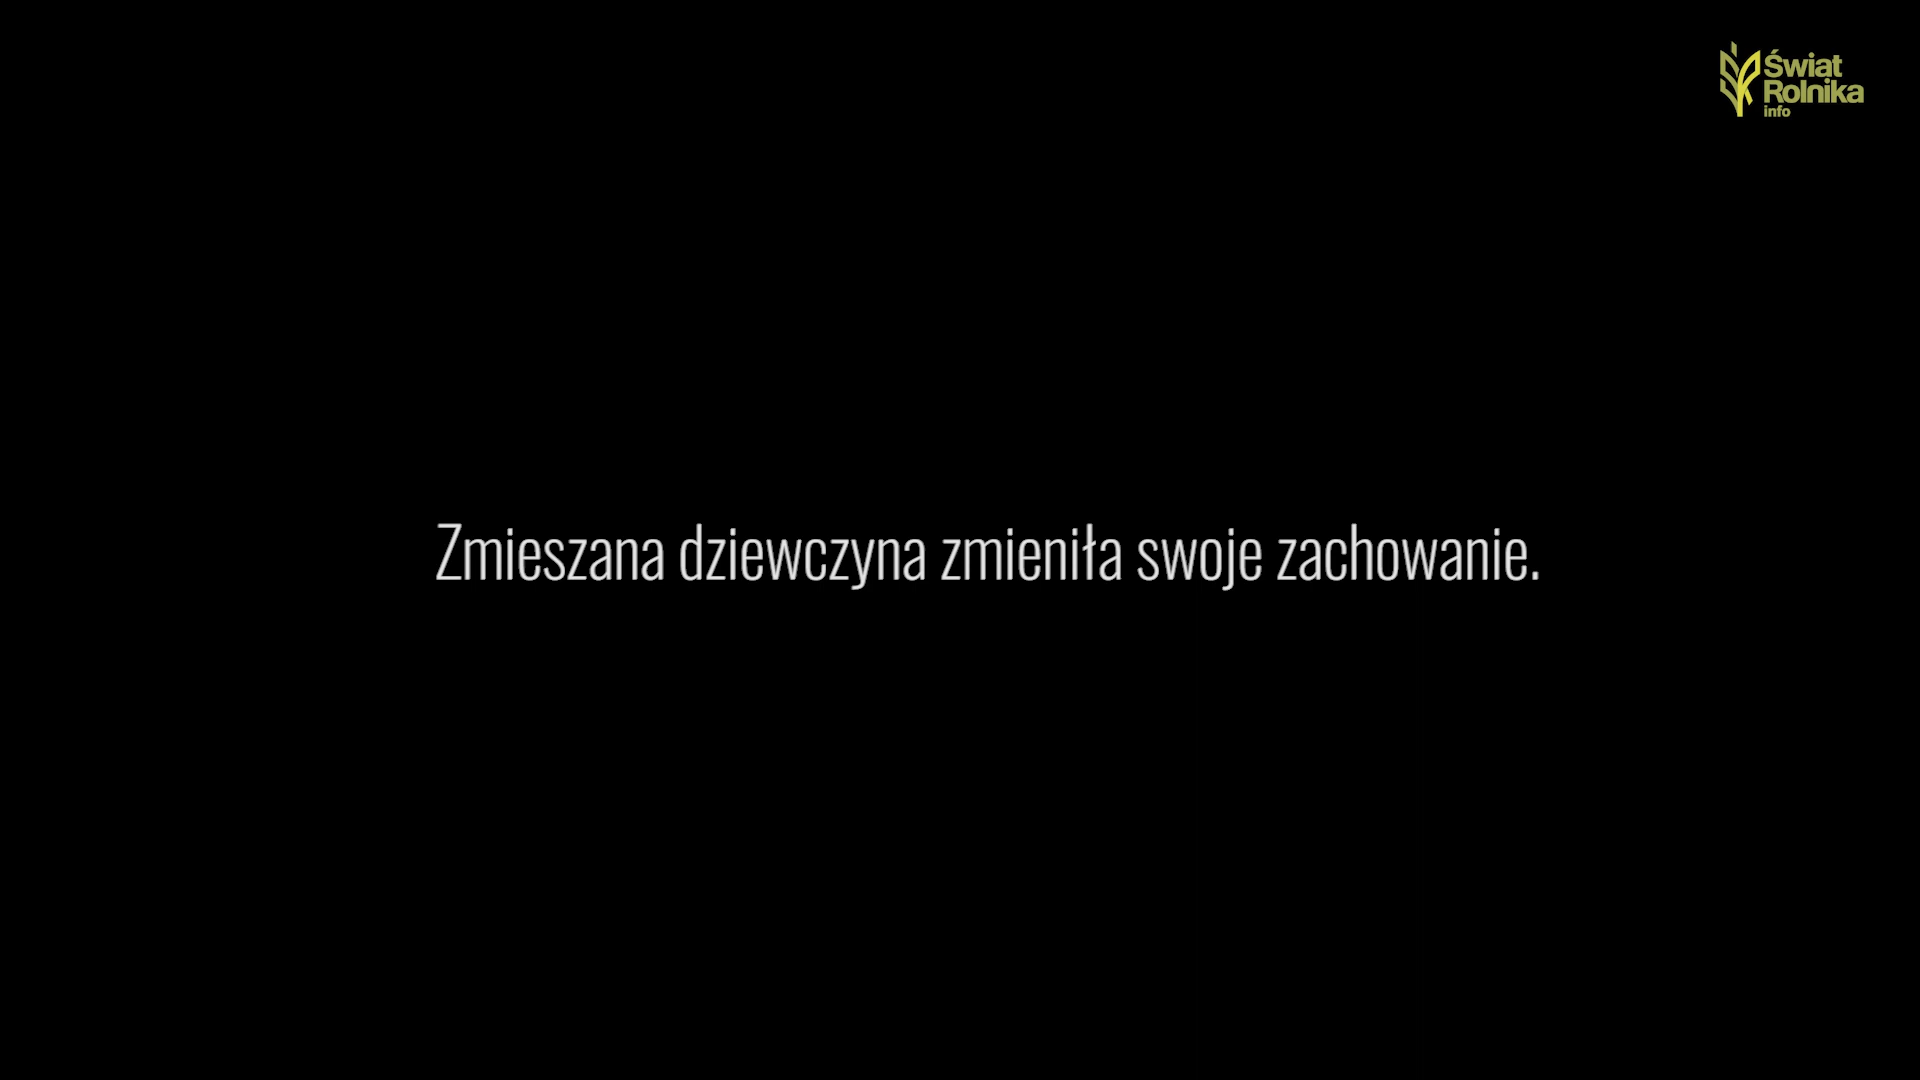 Świat
Rolnika
info
Zmieszana dziewczyna zmieniła swoje zachowanie.